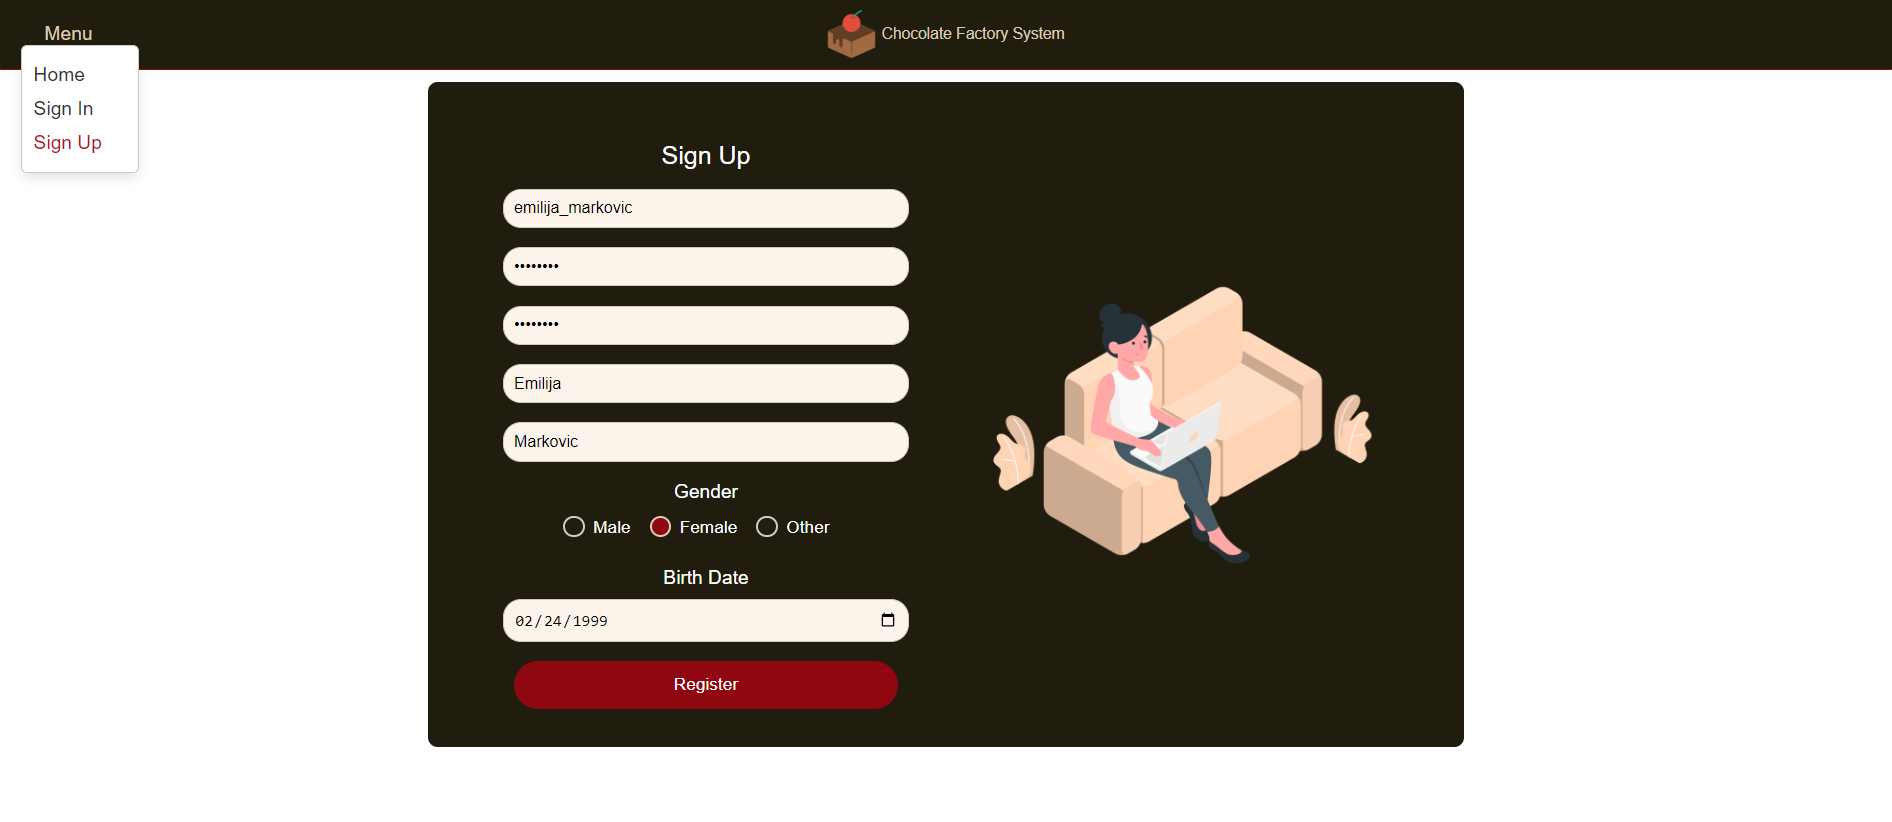 Menu
Chocolate Factory System
Home
Sign In
Sign Up
Sign Up
emilija_markovic
••••••••
••••••••
Emilija
Markovic
Gender
Male Female Other
Birth Date
02/24/1999
Register